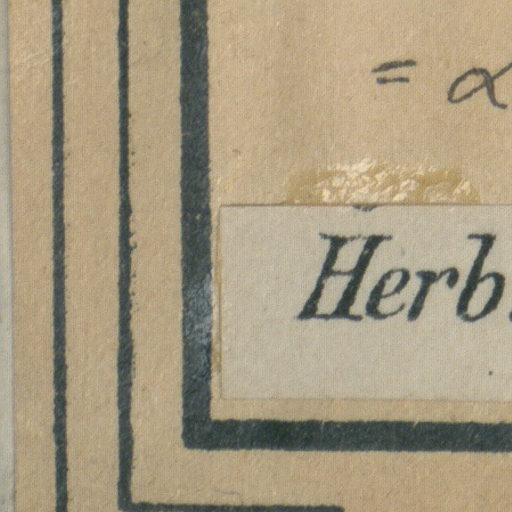 = α
Herb.